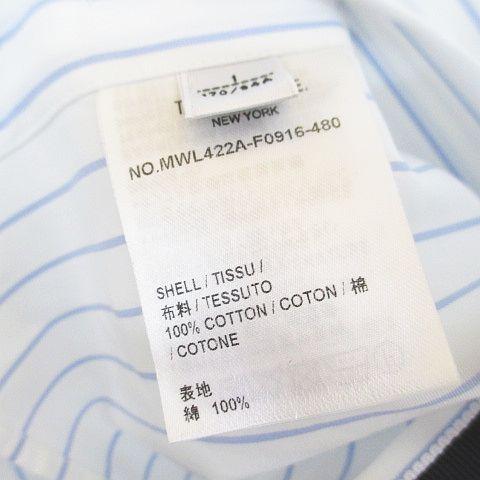 1
NEW YORK
NO.MWL422A-F0916-480
SHELL / TISSU /
布料 / TESSUTO
100% COTTON / COTON / 棉
/ COTONE
表地
綿 100%